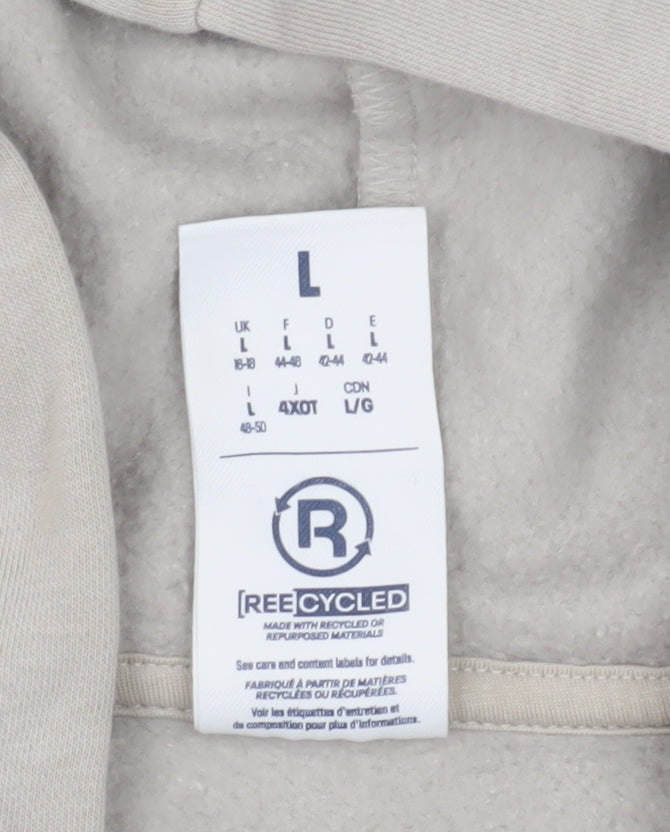 L
UK F D E
L L L L
16-18 44-46 42-44 42-44
I J CDN
L 4XOT L/G
48-50
R
[REE]CYCLED
MADE WITH RECYCLED OR
REPURPOSED MATERIALS
See care and content labels for details.
FABRIQUÉ À PARTIR DE MATIÈRES
RECYCLÉES OU RÉCUPÉRÉES.
Voir les étiquettes d'entretien et
de composition pour plus d'informations.